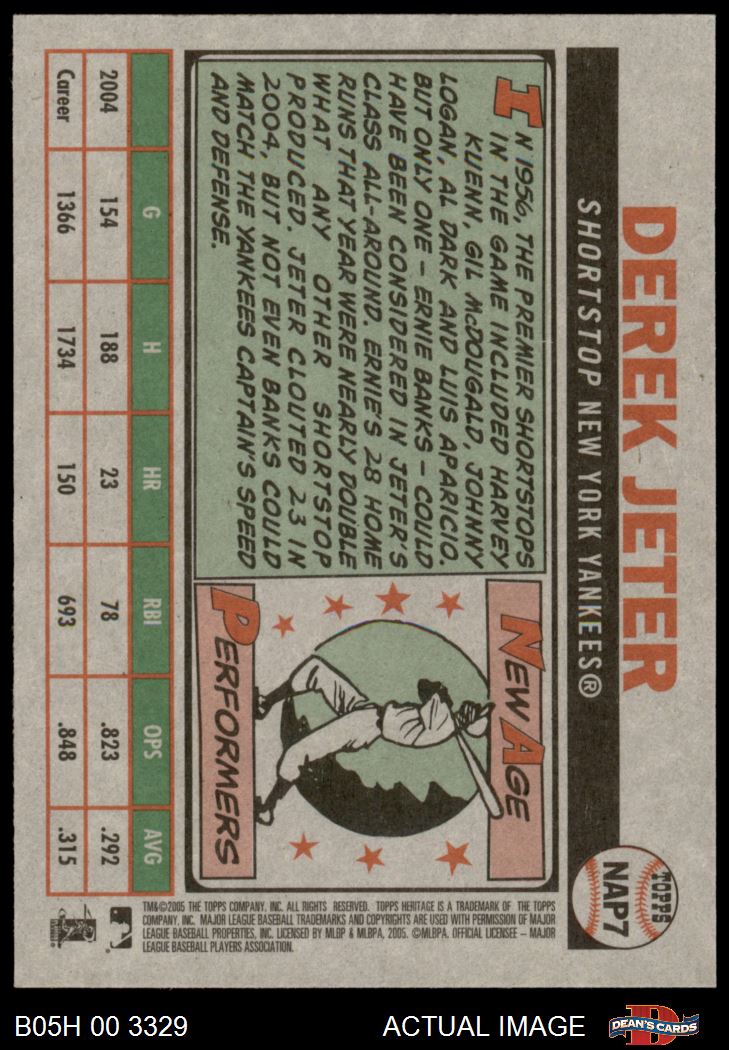 DEREK JETER
SHORTSTOP NEW YORK YANKEES®
TOPPS
NAP7
IN 1956, THE PREMIER SHORTSTOPS
IN THE GAME INCLUDED HARVEY
KUENN, GIL McDOUGALD, JOHNNY
LOGAN, AL DARK AND LUIS APARICIO.
BUT ONLY ONE – ERNIE BANKS – COULD
HAVE BEEN CONSIDERED IN JETER'S
CLASS ALL-AROUND. ERNIE'S 28 HOME
RUNS THAT YEAR WERE NEARLY DOUBLE
WHAT ANY OTHER SHORTSTOP
PRODUCED. JETER CLOUTED 23 IN
2004, BUT NOT EVEN BANKS COULD
MATCH THE YANKEES CAPTAIN'S SPEED
AND DEFENSE.
NEW AGE
PERFORMERS
G H HR RBI OPS AVG
2004 154 188 23 78 .823 .292
Career 1366 1734 150 693 .848 .315
TM&©2005 THE TOPPS COMPANY, INC. ALL RIGHTS RESERVED. TOPPS HERITAGE IS A TRADEMARK OF THE TOPPS
COMPANY, INC. MAJOR LEAGUE BASEBALL TRADEMARKS AND COPYRIGHTS ARE USED WITH PERMISSION OF MAJOR
LEAGUE BASEBALL PROPERTIES, INC. LICENSED BY MLBP & MLBPA, 2005. ©MLBPA. OFFICIAL LICENSEE – MAJOR
LEAGUE BASEBALL PLAYERS ASSOCIATION.
B05H 00 3329
ACTUAL IMAGE
DEAN'S CARDS